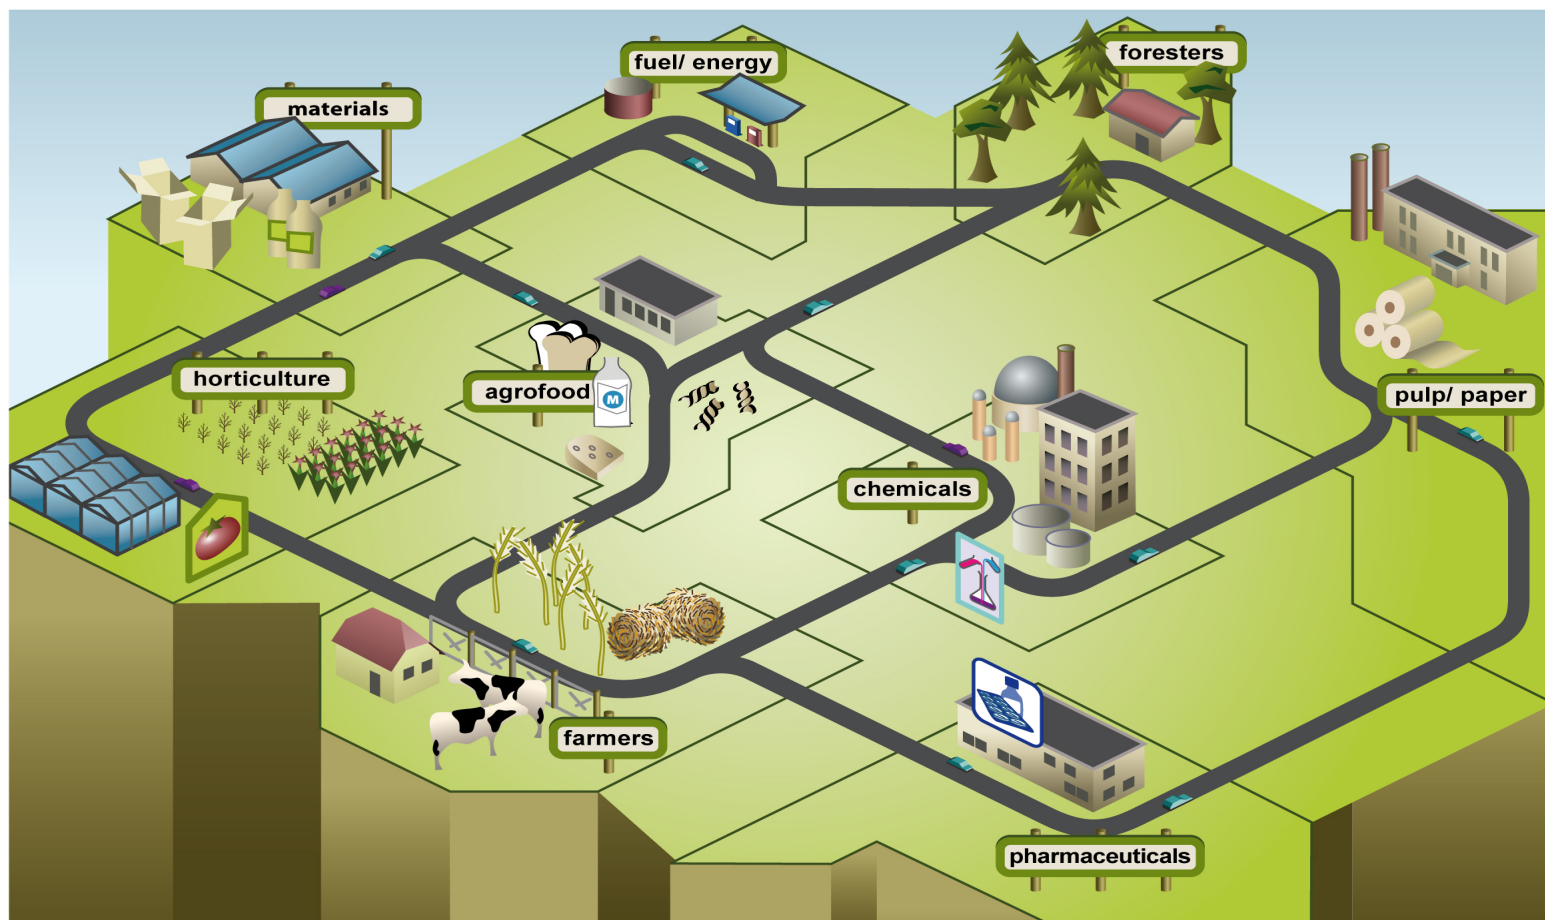 fuel/ energy
foresters
materials
horticulture
agrofood
M
pulp/ paper
chemicals
farmers
pharmaceuticals